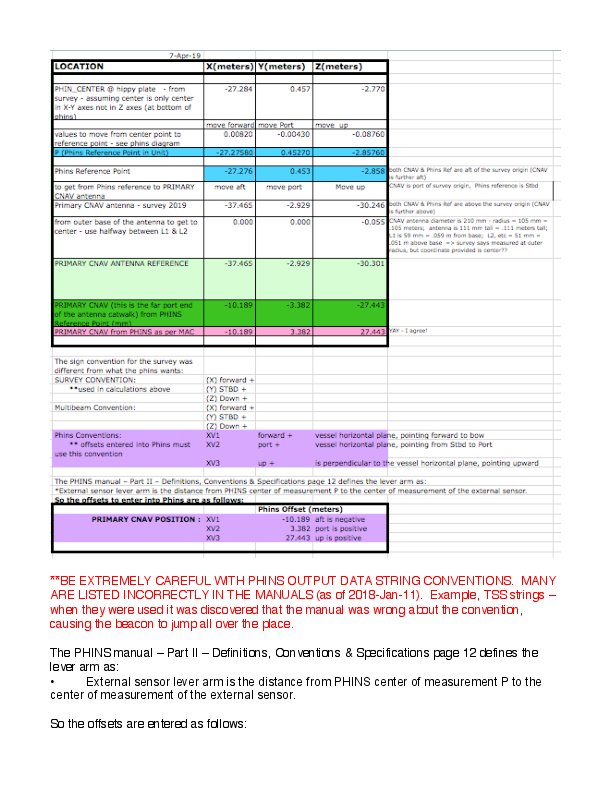 7-Apr-19
LOCATION X(meters) Y(meters) Z(meters)
PHIN_CENTER @ hippy plate - from -27.284 0.457 -2.770
survey - assuming center is only center
in X-Y axes not in Z axes (at bottom of
phins)
move forward move Port move up
values to move from center point to 0.00820 -0.00430 -0.08760
reference point - see phins diagram
P (Phins Reference Point in Unit) -27.27580 0.45270 -2.85760
Phins Reference Point -27.276 0.453 -2.858 both CNAV & Phins Ref are aft of the survey origin (CNAV
is further aft)
to get from Phins reference to PRIMARY move aft move port Move up CNAV is port of survey origin, Phins reference is Stbd
CNAV antenna
Primary CNAV antenna - survey 2019 -37.465 -2.929 -30.246 both CNAV & Phins Ref are above the survey origin (CNAV
is further above)
from outer base of the antenna to get to 0.000 0.000 -0.055 CNAV antenna diameter is 210 mm - radius = 105 mm =
center - use halfway between L1 & L2 .105 meters; antenna is 111 mm tall = .111 meters tall;
L1 is 59 mm = .059 m from base; L2, etc = 51 mm =
.051 m above base => survey says measured at outer
radius, but coordinate provided is center??
PRIMARY CNAV ANTENNA REFERENCE -37.465 -2.929 -30.301
PRIMARY CNAV (this is the far port end -10.189 -3.382 -27.443
of the antenna catwalk) from PHINS
Reference Point (mm)
PRIMARY CNAV from PHINS as per MAC -10.189 3.382 27.443 YAY - I agree!
The sign convention for the survey was
different from what the phins wants:
SURVEY CONVENTION: (X) forward +
**used in calculations above (Y) STBD +
(Z) Down +
Multibeam Convention: (X) forward +
(Y) STBD +
(Z) Down +
Phins Conventions: XV1 forward + vessel horizontal plane, pointing forward to bow
** offsets entered into Phins must XV2 port + vessel horizontal plane, pointing from Stbd to Port
use this convention
XV3 up + is perpendicular to the vessel horizontal plane, pointing upward
The PHINS manual – Part II – Definitions, Conventions & Specifications page 12 defines the lever arm as:
*External sensor lever arm is the distance from PHINS center of measurement P to the center of measurement of the external sensor.
So the offsets to enter into Phins are as follows:
Phins Offset (meters)
PRIMARY CNAV POSITION : XV1 -10.189 aft is negative
XV2 3.382 port is positive
XV3 27.443 up is positive
**BE EXTREMELY CAREFUL WITH PHINS OUTPUT DATA STRING CONVENTIONS. MANY
ARE LISTED INCORRECTLY IN THE MANUALS (as of 2018-Jan-11). Example, TSS strings –
when they were used it was discovered that the manual was wrong about the convention,
causing the beacon to jump all over the place.
The PHINS manual – Part II – Definitions, Conventions & Specifications page 12 defines the
lever arm as:
• External sensor lever arm is the distance from PHINS center of measurement P to the
center of measurement of the external sensor.
So the offsets are entered as follows: